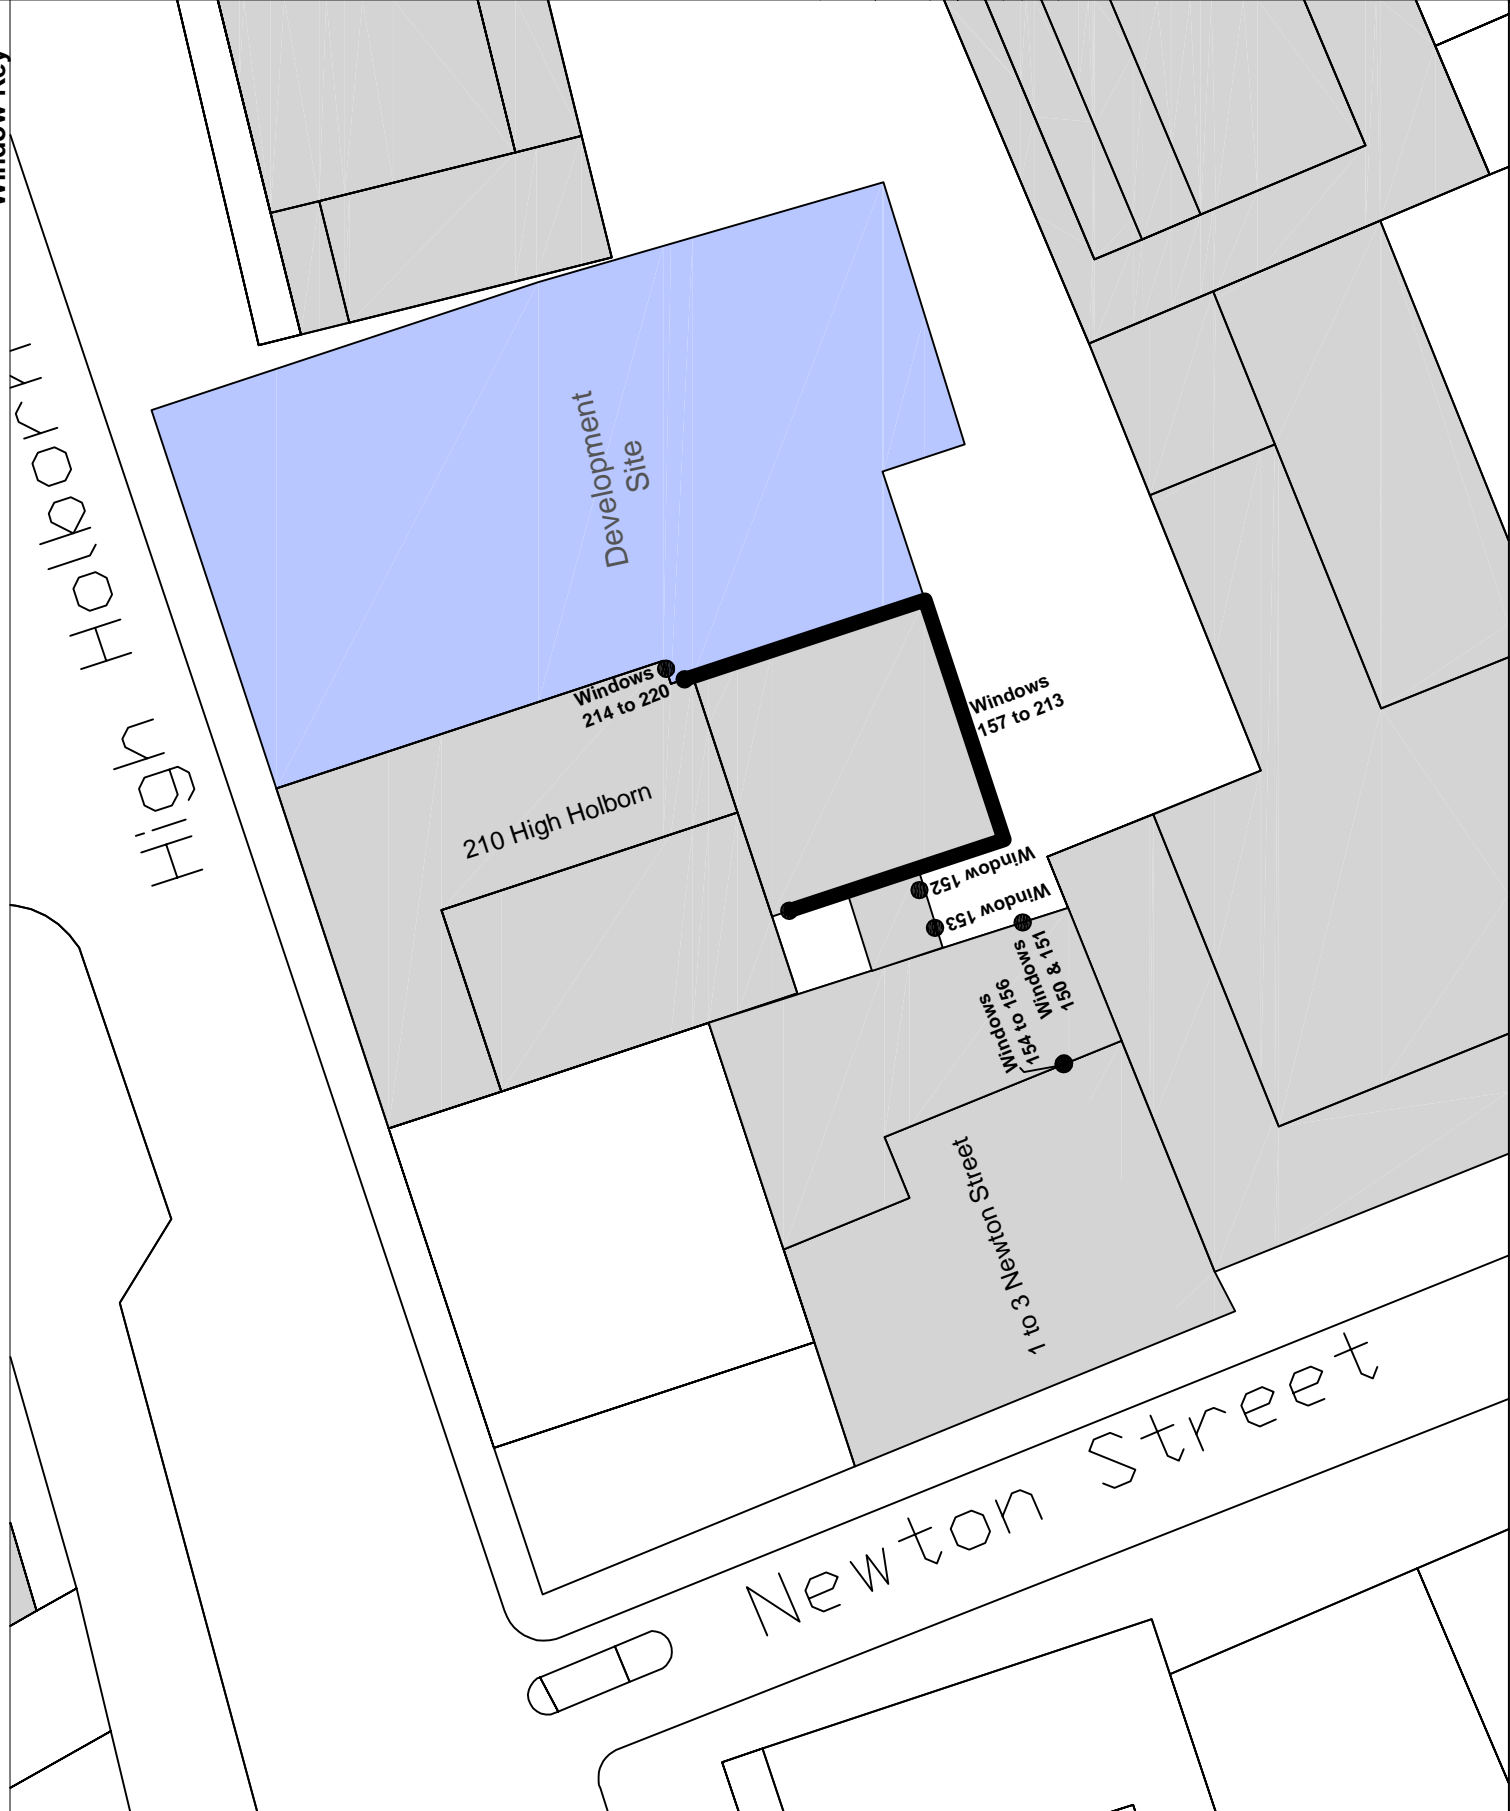 Window Key
High Holborn
Development
Site
Windows
214 to 220
Windows
157 to 213
210 High Holborn
Window 152
Window 153
Windows
150 & 151
Windows
154 to 156
1 to 3 Newton Street
Newton Street